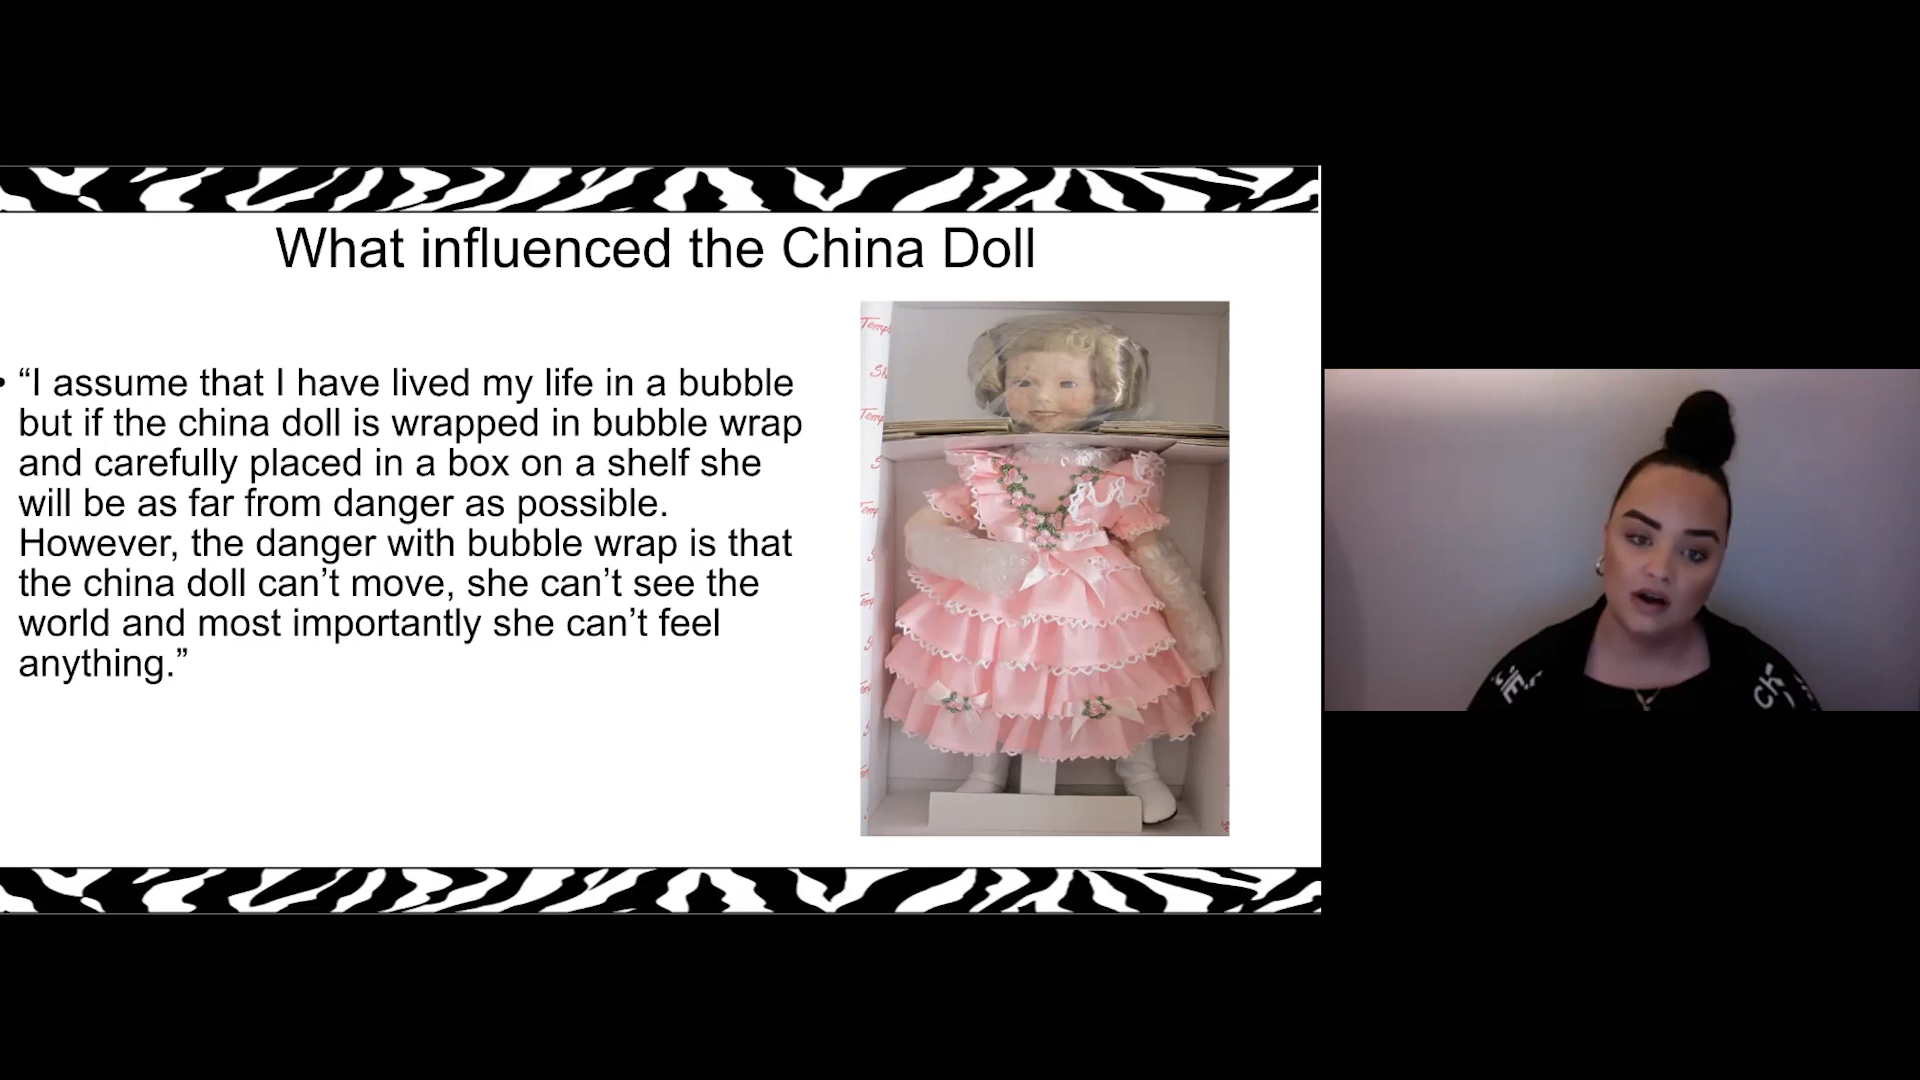 What influenced the China Doll
• “I assume that I have lived my life in a bubble
but if the china doll is wrapped in bubble wrap
and carefully placed in a box on a shelf she
will be as far from danger as possible.
However, the danger with bubble wrap is that
the china doll can’t move, she can’t see the
world and most importantly she can’t feel
anything.”